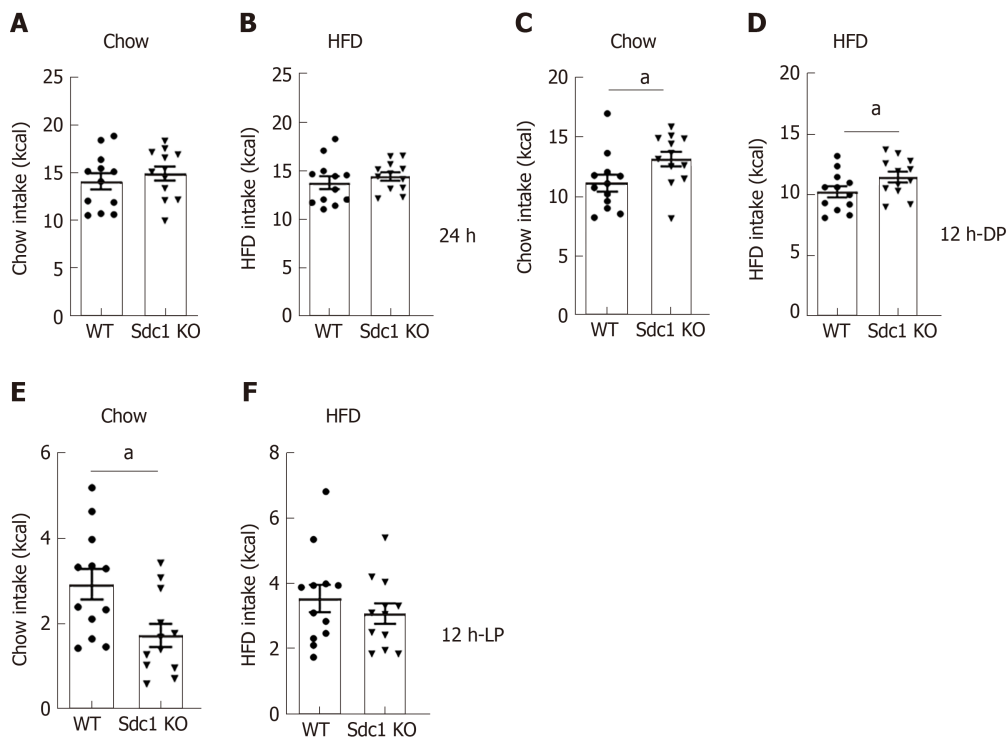 A
Chow
Chow intake (kcal)
25
20
15
10
5
0
WT Sdc1 KO
B
HFD
HFD intake (kcal)
25
20
15
10
5
0
WT Sdc1 KO
24 h
C
Chow
Chow intake (kcal)
20
15
10
5
0
a
WT Sdc1 KO
D
HFD
HFD intake (kcal)
20
15
10
5
0
a
WT Sdc1 KO
12 h-DP
E
Chow
Chow intake (kcal)
6
4
2
0
a
WT Sdc1 KO
F
HFD
HFD intake (kcal)
8
6
4
2
0
WT Sdc1 KO
12 h-LP